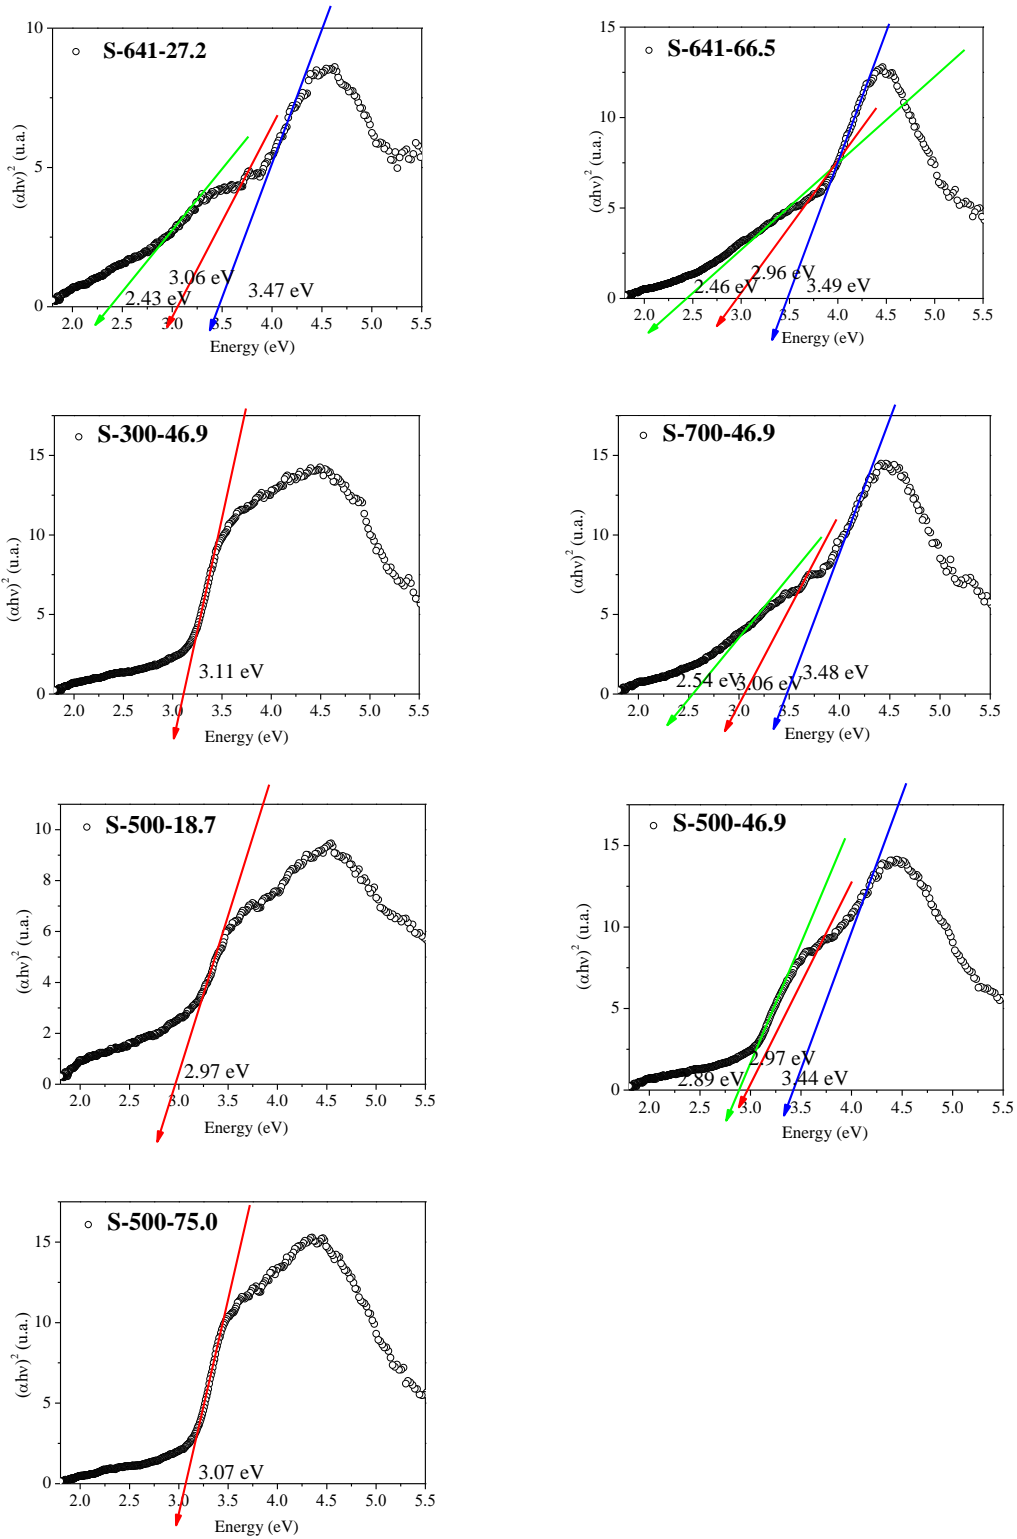 S-641-27.2
(αhν)² (u.a.)
10
5
0
3.06 eV
2.43 eV
3.47 eV
2.0 2.5 3.0 3.5 4.0 4.5 5.0 5.5
Energy (eV)
S-641-66.5
(αhν)² (u.a.)
15
10
5
0
2.96 eV
2.46 eV
3.49 eV
2.0 2.5 3.0 3.5 4.0 4.5 5.0 5.5
Energy (eV)
S-300-46.9
(αhν)² (u.a.)
15
10
5
0
3.11 eV
2.0 2.5 3.0 3.5 4.0 4.5 5.0 5.5
Energy (eV)
S-700-46.9
(αhν)² (u.a.)
15
10
5
0
3.48 eV
2.54 eV
3.06 eV
2.0 2.5 3.0 3.5 4.0 4.5 5.0 5.5
Energy (eV)
S-500-18.7
(αhν)² (u.a.)
10
8
6
4
2
0
2.97 eV
2.0 2.5 3.0 3.5 4.0 4.5 5.0 5.5
Energy (eV)
S-500-46.9
(αhν)² (u.a.)
15
10
5
0
2.97 eV
2.89 eV
3.44 eV
2.0 2.5 3.0 3.5 4.0 4.5 5.0 5.5
Energy (eV)
S-500-75.0
(αhν)² (u.a.)
15
10
5
0
3.07 eV
2.0 2.5 3.0 3.5 4.0 4.5 5.0 5.5
Energy (eV)